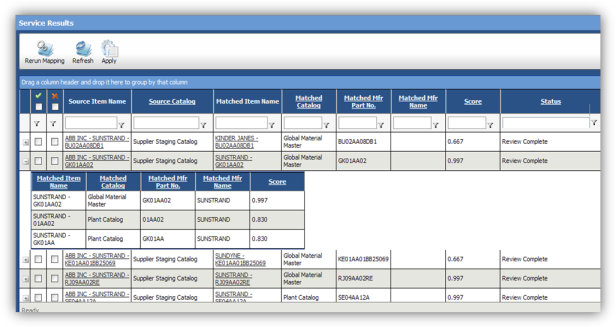 Service Results
Rerun Mapping Refresh Apply
Drag a column header and drop it here to group by that column
Source Item Name Source Catalog Matched Item Name Matched Catalog Matched Mfr Part No. Matched Mfr Name Score Status
ABB INC - SUNSTRAND - BU02AA08DB1 Supplier Staging Catalog KINDER JANES - BU02AA08DB1 Global Material Master BU02AA08DB1 0.667 Review Complete
ABB INC - SUNSTRAND - GK01AA02 Supplier Staging Catalog SUNSTRAND - GK01AA02 Global Material Master GK01AA02 0.997 Review Complete
Matched Item Name Matched Catalog Matched Mfr Part No. Matched Mfr Name Score
SUNSTRAND - GK01AA02 Global Material Master GK01AA02 SUNSTRAND 0.997
SUNSTRAND - 01AA02 Plant Catalog 01AA02 SUNSTRAND 0.830
SUNSTRAND - GK01AA Plant Catalog GK01AA SUNSTRAND 0.830
ABB INC - SUNSTRAND - KE01AA01BB25069 Supplier Staging Catalog SUNDYNE - KE01AA01BB25069 Global Material Master KE01AA01BB25069 0.667 Review Complete
ABB INC - SUNSTRAND - RJ09AA02RE Supplier Staging Catalog SUNSTRAND - RJ09AA02RE Global Material Master RJ09AA02RE 0.997 Review Complete
ABB INC - SUNSTRAND - SE04AA12A Supplier Staging Catalog SUNSTRAND - SE04AA12A Plant Catalog SE04AA12A 0.997 Review Complete
Ready